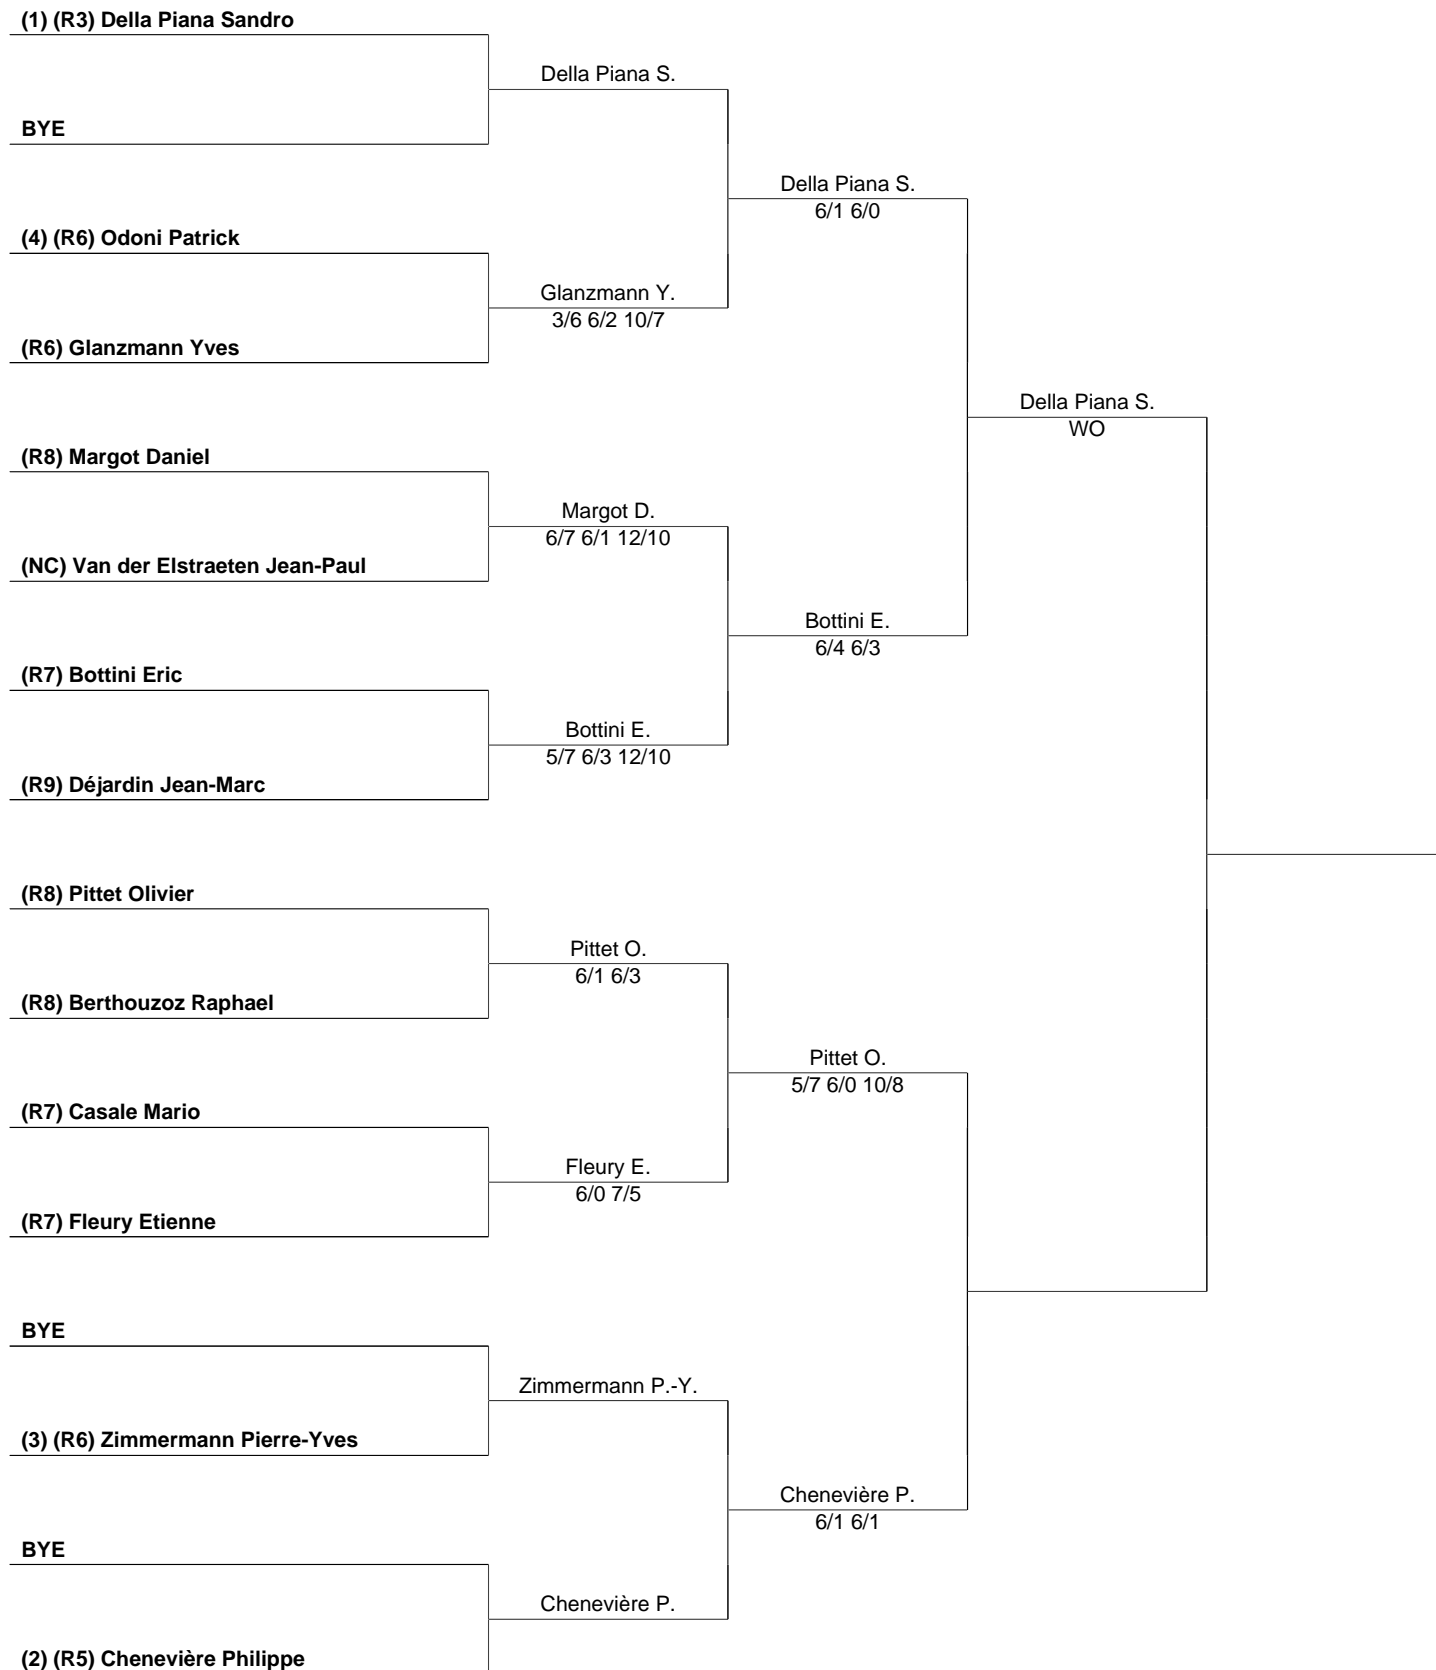 (1) (R3) Della Piana Sandro
Della Piana S.
BYE
Della Piana S.
6/1 6/0
(4) (R6) Odoni Patrick
Glanzmann Y.
3/6 6/2 10/7
(R6) Glanzmann Yves
Della Piana S.
WO
(R8) Margot Daniel
Margot D.
6/7 6/1 12/10
(NC) Van der Elstraeten Jean-Paul
Bottini E.
6/4 6/3
(R7) Bottini Eric
Bottini E.
5/7 6/3 12/10
(R9) Déjardin Jean-Marc
(R8) Pittet Olivier
Pittet O.
6/1 6/3
(R8) Berthouzoz Raphael
Pittet O.
5/7 6/0 10/8
(R7) Casale Mario
Fleury E.
6/0 7/5
(R7) Fleury Etienne
BYE
Zimmermann P.-Y.
(3) (R6) Zimmermann Pierre-Yves
Chenevière P.
6/1 6/1
BYE
Chenevière P.
(2) (R5) Chenevière Philippe